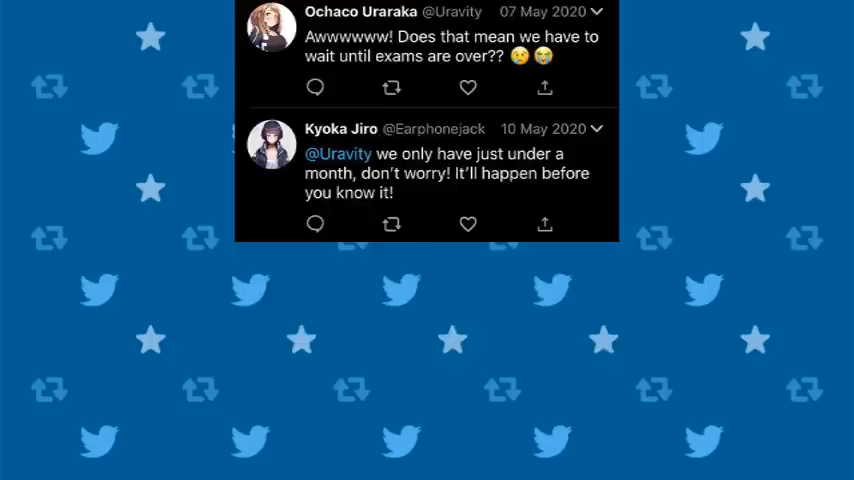 Ochaco Uraraka @Uravity 07 May 2020
Awwwwww! Does that mean we have to
wait until exams are over?? 😢😭
Kyoka Jiro @Earphonejack 10 May 2020
@Uravity we only have just under a
month, don't worry! It'll happen before
you know it!